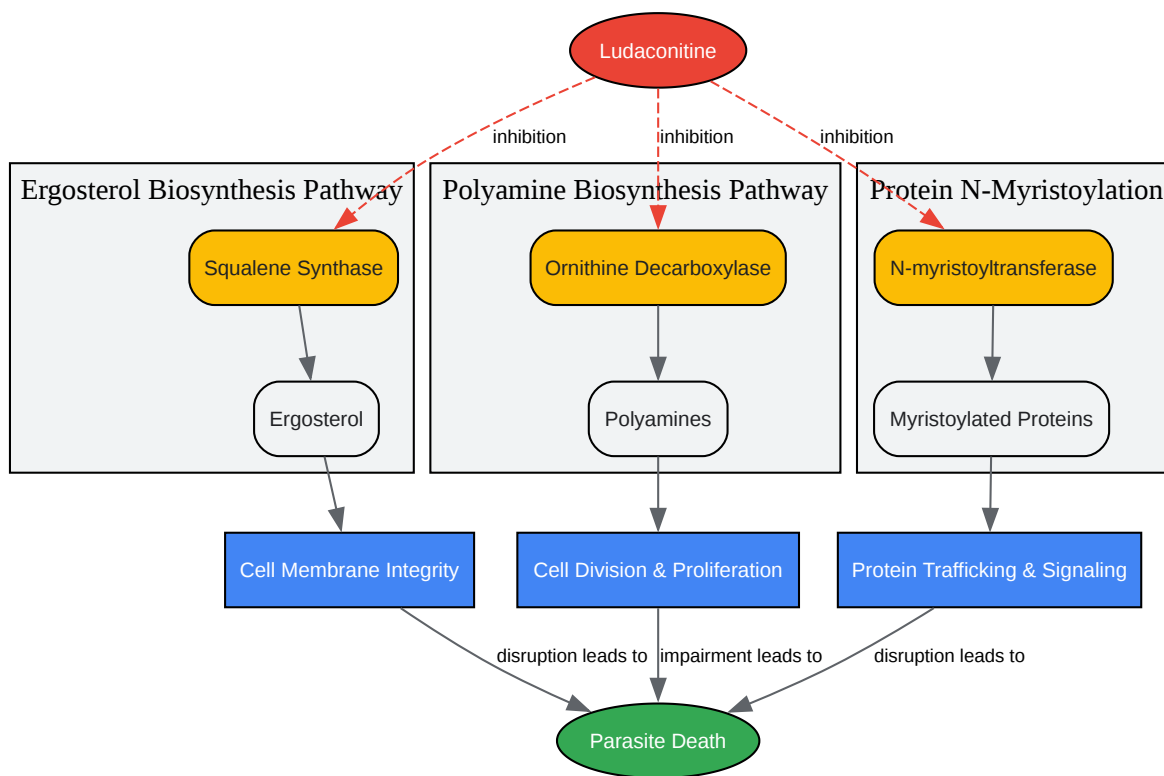 Ludaconitine
inhibition
inhibition
inhibition
Ergosterol Biosynthesis Pathway
Polyamine Biosynthesis Pathway
Protein N-Myristoylation
Squalene Synthase
Ornithine Decarboxylase
N-myristoyltransferase
Ergosterol
Polyamines
Myristoylated Proteins
Cell Membrane Integrity
Cell Division & Proliferation
Protein Trafficking & Signaling
disruption leads to
impairment leads to
disruption leads to
Parasite Death